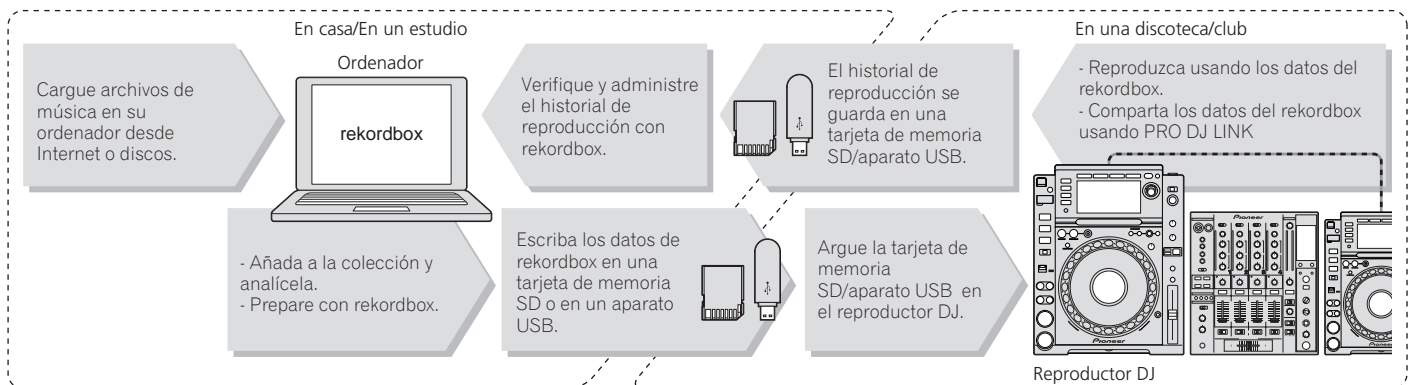 En casa/En un estudio
En una discoteca/club
Cargue archivos de
música en su
ordenador desde
Internet o discos.
Ordenador
rekordbox
Verifique y administre
el historial de
reproducción con
rekordbox.
El historial de
reproducción se
guarda en una
tarjeta de memoria
SD/aparato USB.
- Reproduzca usando los datos del
rekordbox.
- Comparta los datos del rekordbox
usando PRO DJ LINK
- Añada a la colección y
analícela.
- Prepare con rekordbox.
Escriba los datos de
rekordbox en una
tarjeta de memoria
SD o en un aparato
USB.
Argue la tarjeta de
memoria
SD/aparato USB en
el reproductor DJ.
Pioneer
Pioneer
Pioneer
Reproductor DJ